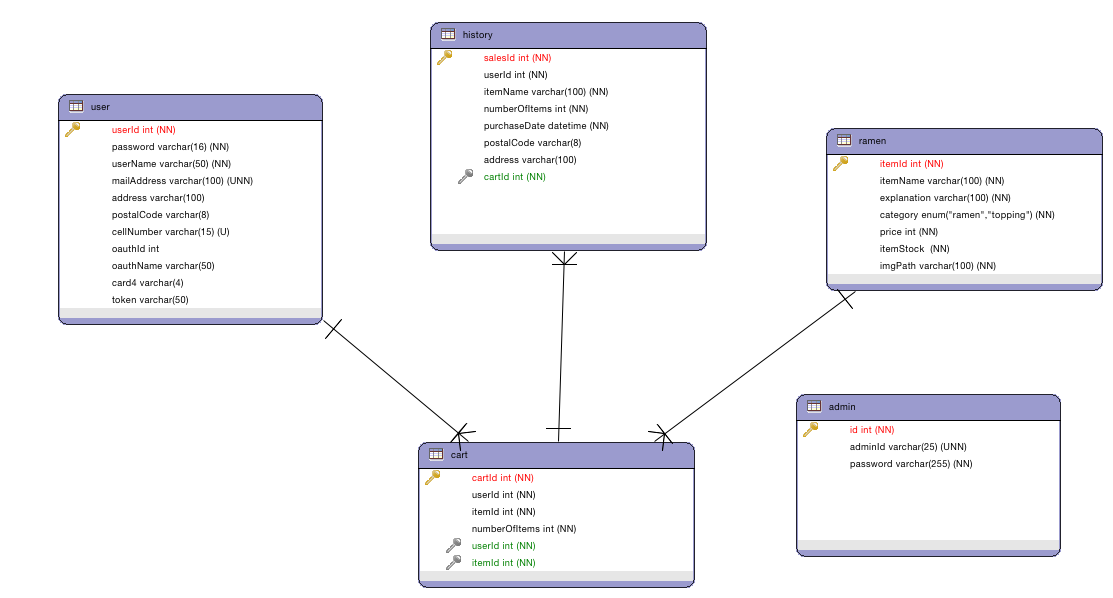 history
salesId int (NN)
userId int (NN)
itemName varchar(100) (NN)
numberOfItems int (NN)
purchaseDate datetime (NN)
postalCode varchar(8)
address varchar(100)
cartId int (NN)
user
userId int (NN)
password varchar(16) (NN)
userName varchar(50) (NN)
mailAddress varchar(100) (UNN)
address varchar(100)
postalCode varchar(8)
cellNumber varchar(15) (U)
oauthId int
oauthName varchar(50)
card4 varchar(4)
token varchar(50)
ramen
itemId int (NN)
itemName varchar(100) (NN)
explanation varchar(100) (NN)
category enum("ramen","topping") (NN)
price int (NN)
itemStock  (NN)
imgPath varchar(100) (NN)
cart
cartId int (NN)
userId int (NN)
itemId int (NN)
numberOfItems int (NN)
userId int (NN)
itemId int (NN)
admin
id int (NN)
adminId varchar(25) (UNN)
password varchar(255) (NN)